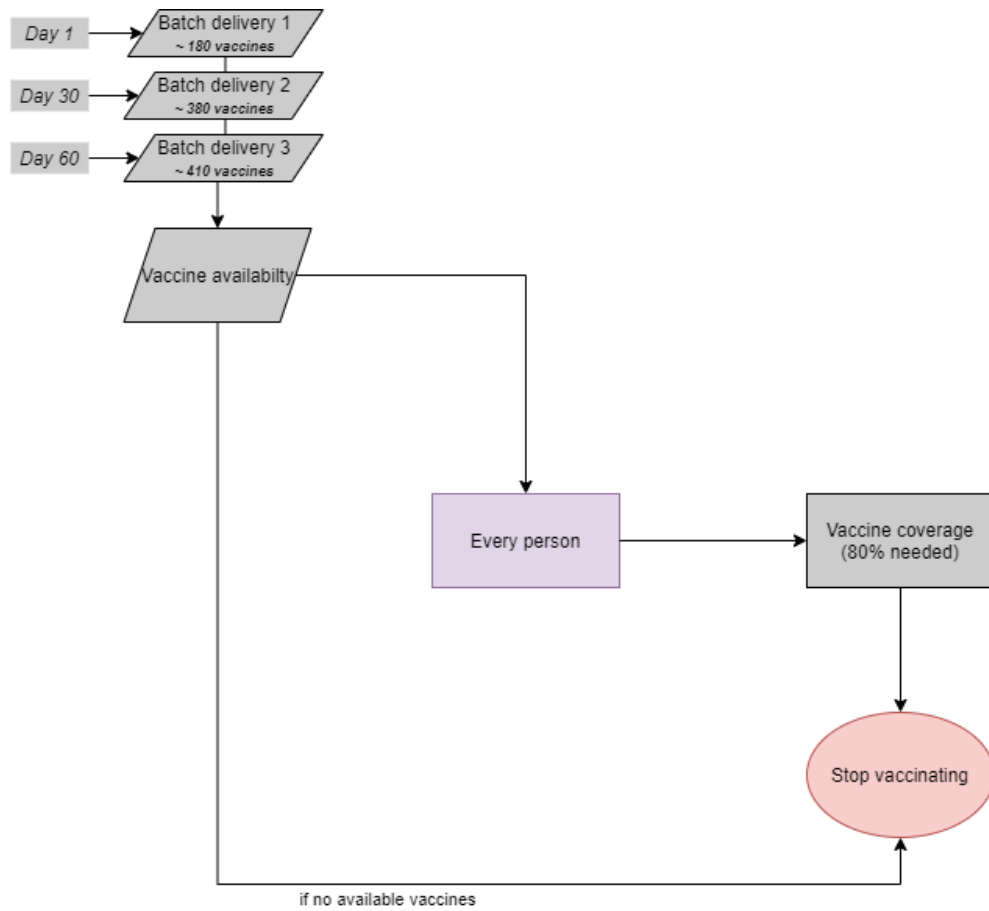 Day 1
Batch delivery 1
~ 180 vaccines
Day 30
Batch delivery 2
~ 380 vaccines
Day 60
Batch delivery 3
~ 410 vaccines
Vaccine availabilty
Every person
Vaccine coverage
(80% needed)
Stop vaccinating
if no available vaccines